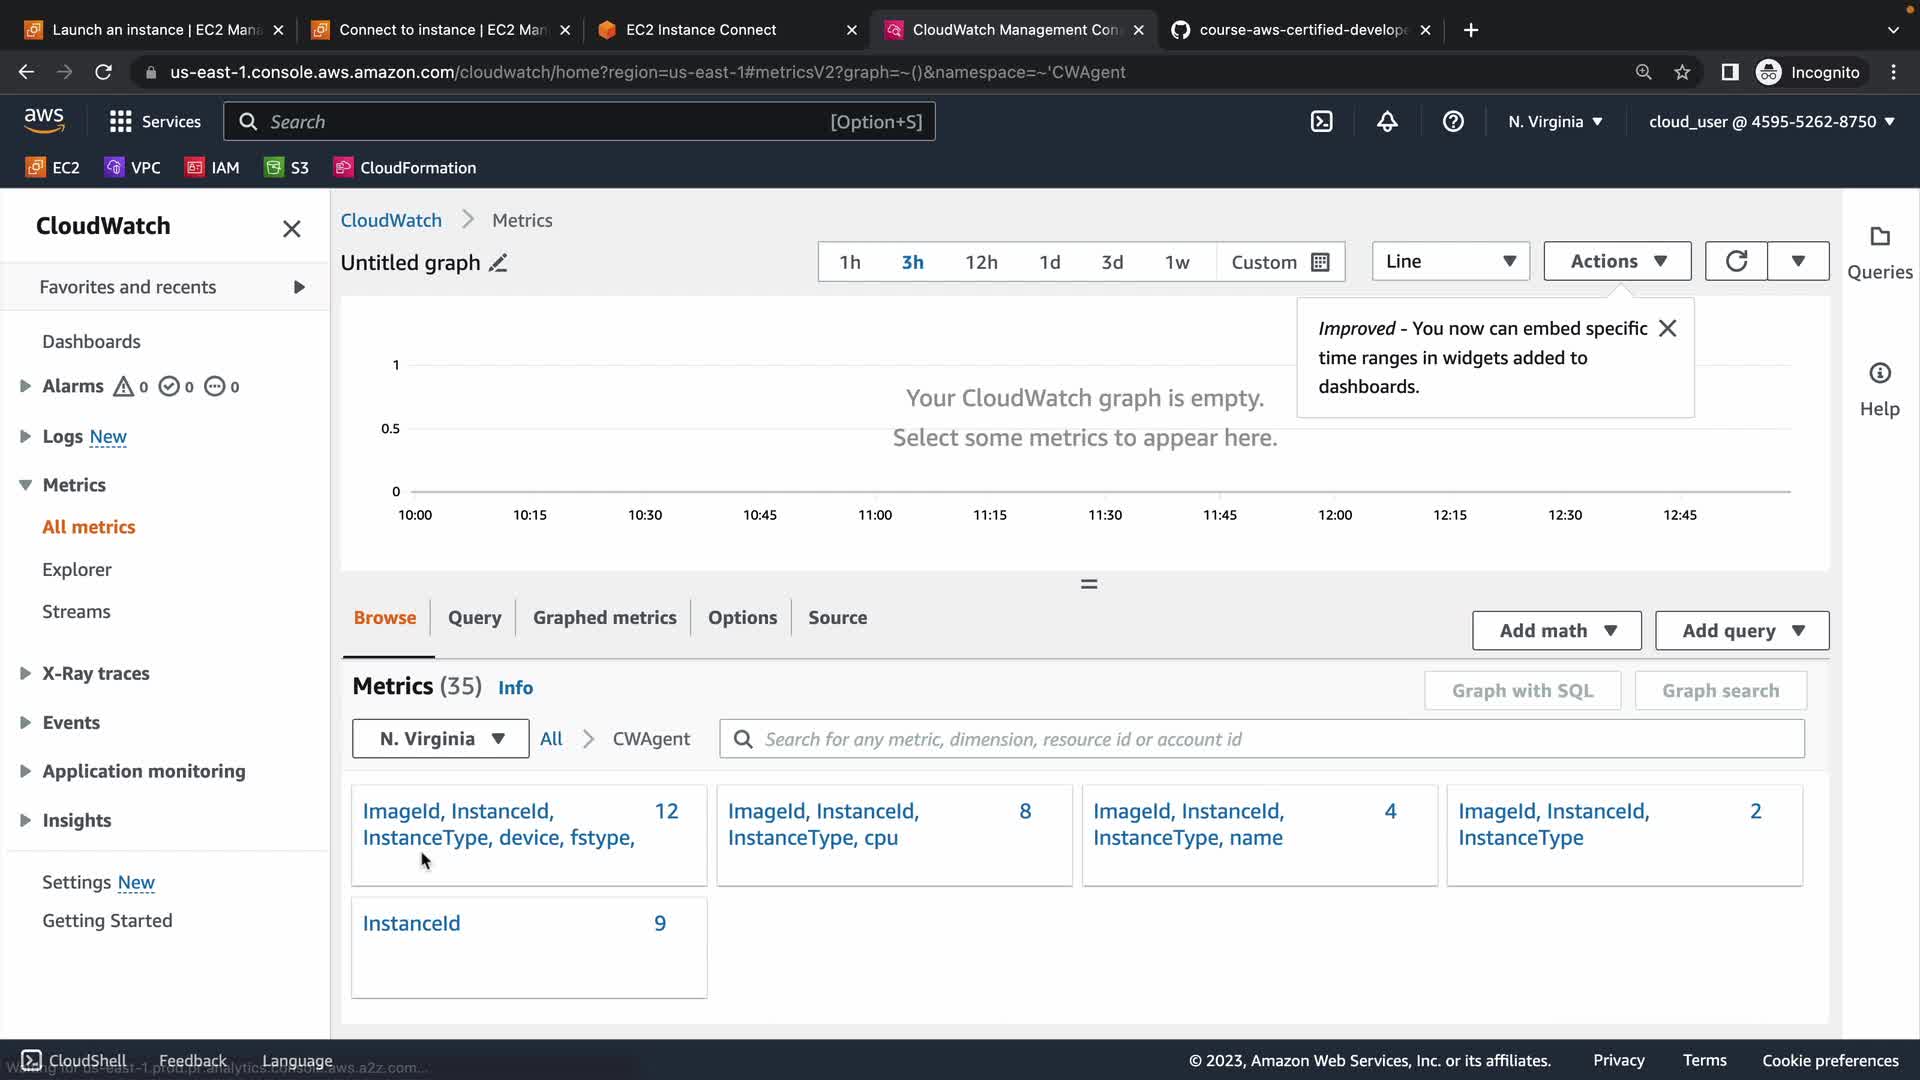 Launch an instance | EC2 Mana
Connect to instance | EC2 Man
EC2 Instance Connect
CloudWatch Management Con
course-aws-certified-develope
us-east-1.console.aws.amazon.com/cloudwatch/home?region=us-east-1#metricsV2?graph=~()&namespace=~'CWAgent
Incognito
aws
Services
Search
[Option+S]
N. Virginia
cloud_user @ 4595-5262-8750
EC2
VPC
IAM
S3
CloudFormation
CloudWatch
Favorites and recents
Dashboards
Alarms 0 0 0
Logs New
Metrics
All metrics
Explorer
Streams
X-Ray traces
Events
Application monitoring
Insights
Settings New
Getting Started
CloudWatch
Metrics
Untitled graph
1h
3h
12h
1d
3d
1w
Custom
Line
Actions
Queries
Help
Improved - You now can embed specific
time ranges in widgets added to
dashboards.
Your CloudWatch graph is empty.
Select some metrics to appear here.
1
0.5
0
10:00
10:15
10:30
10:45
11:00
11:15
11:30
11:45
12:00
12:15
12:30
12:45
Browse
Query
Graphed metrics
Options
Source
Add math
Add query
Metrics (35) Info
Graph with SQL
Graph search
N. Virginia
All
CWAgent
Search for any metric, dimension, resource id or account id
ImageId, InstanceId, 12
InstanceType, device, fstype,
ImageId, InstanceId, 8
InstanceType, cpu
ImageId, InstanceId, 4
InstanceType, name
ImageId, InstanceId, 2
InstanceType
InstanceId 9
CloudShell
Feedback
Language
Waiting for us-east-1.prod.pr.analytics.console.aws.a2z.com...
© 2023, Amazon Web Services, Inc. or its affiliates.
Privacy
Terms
Cookie preferences